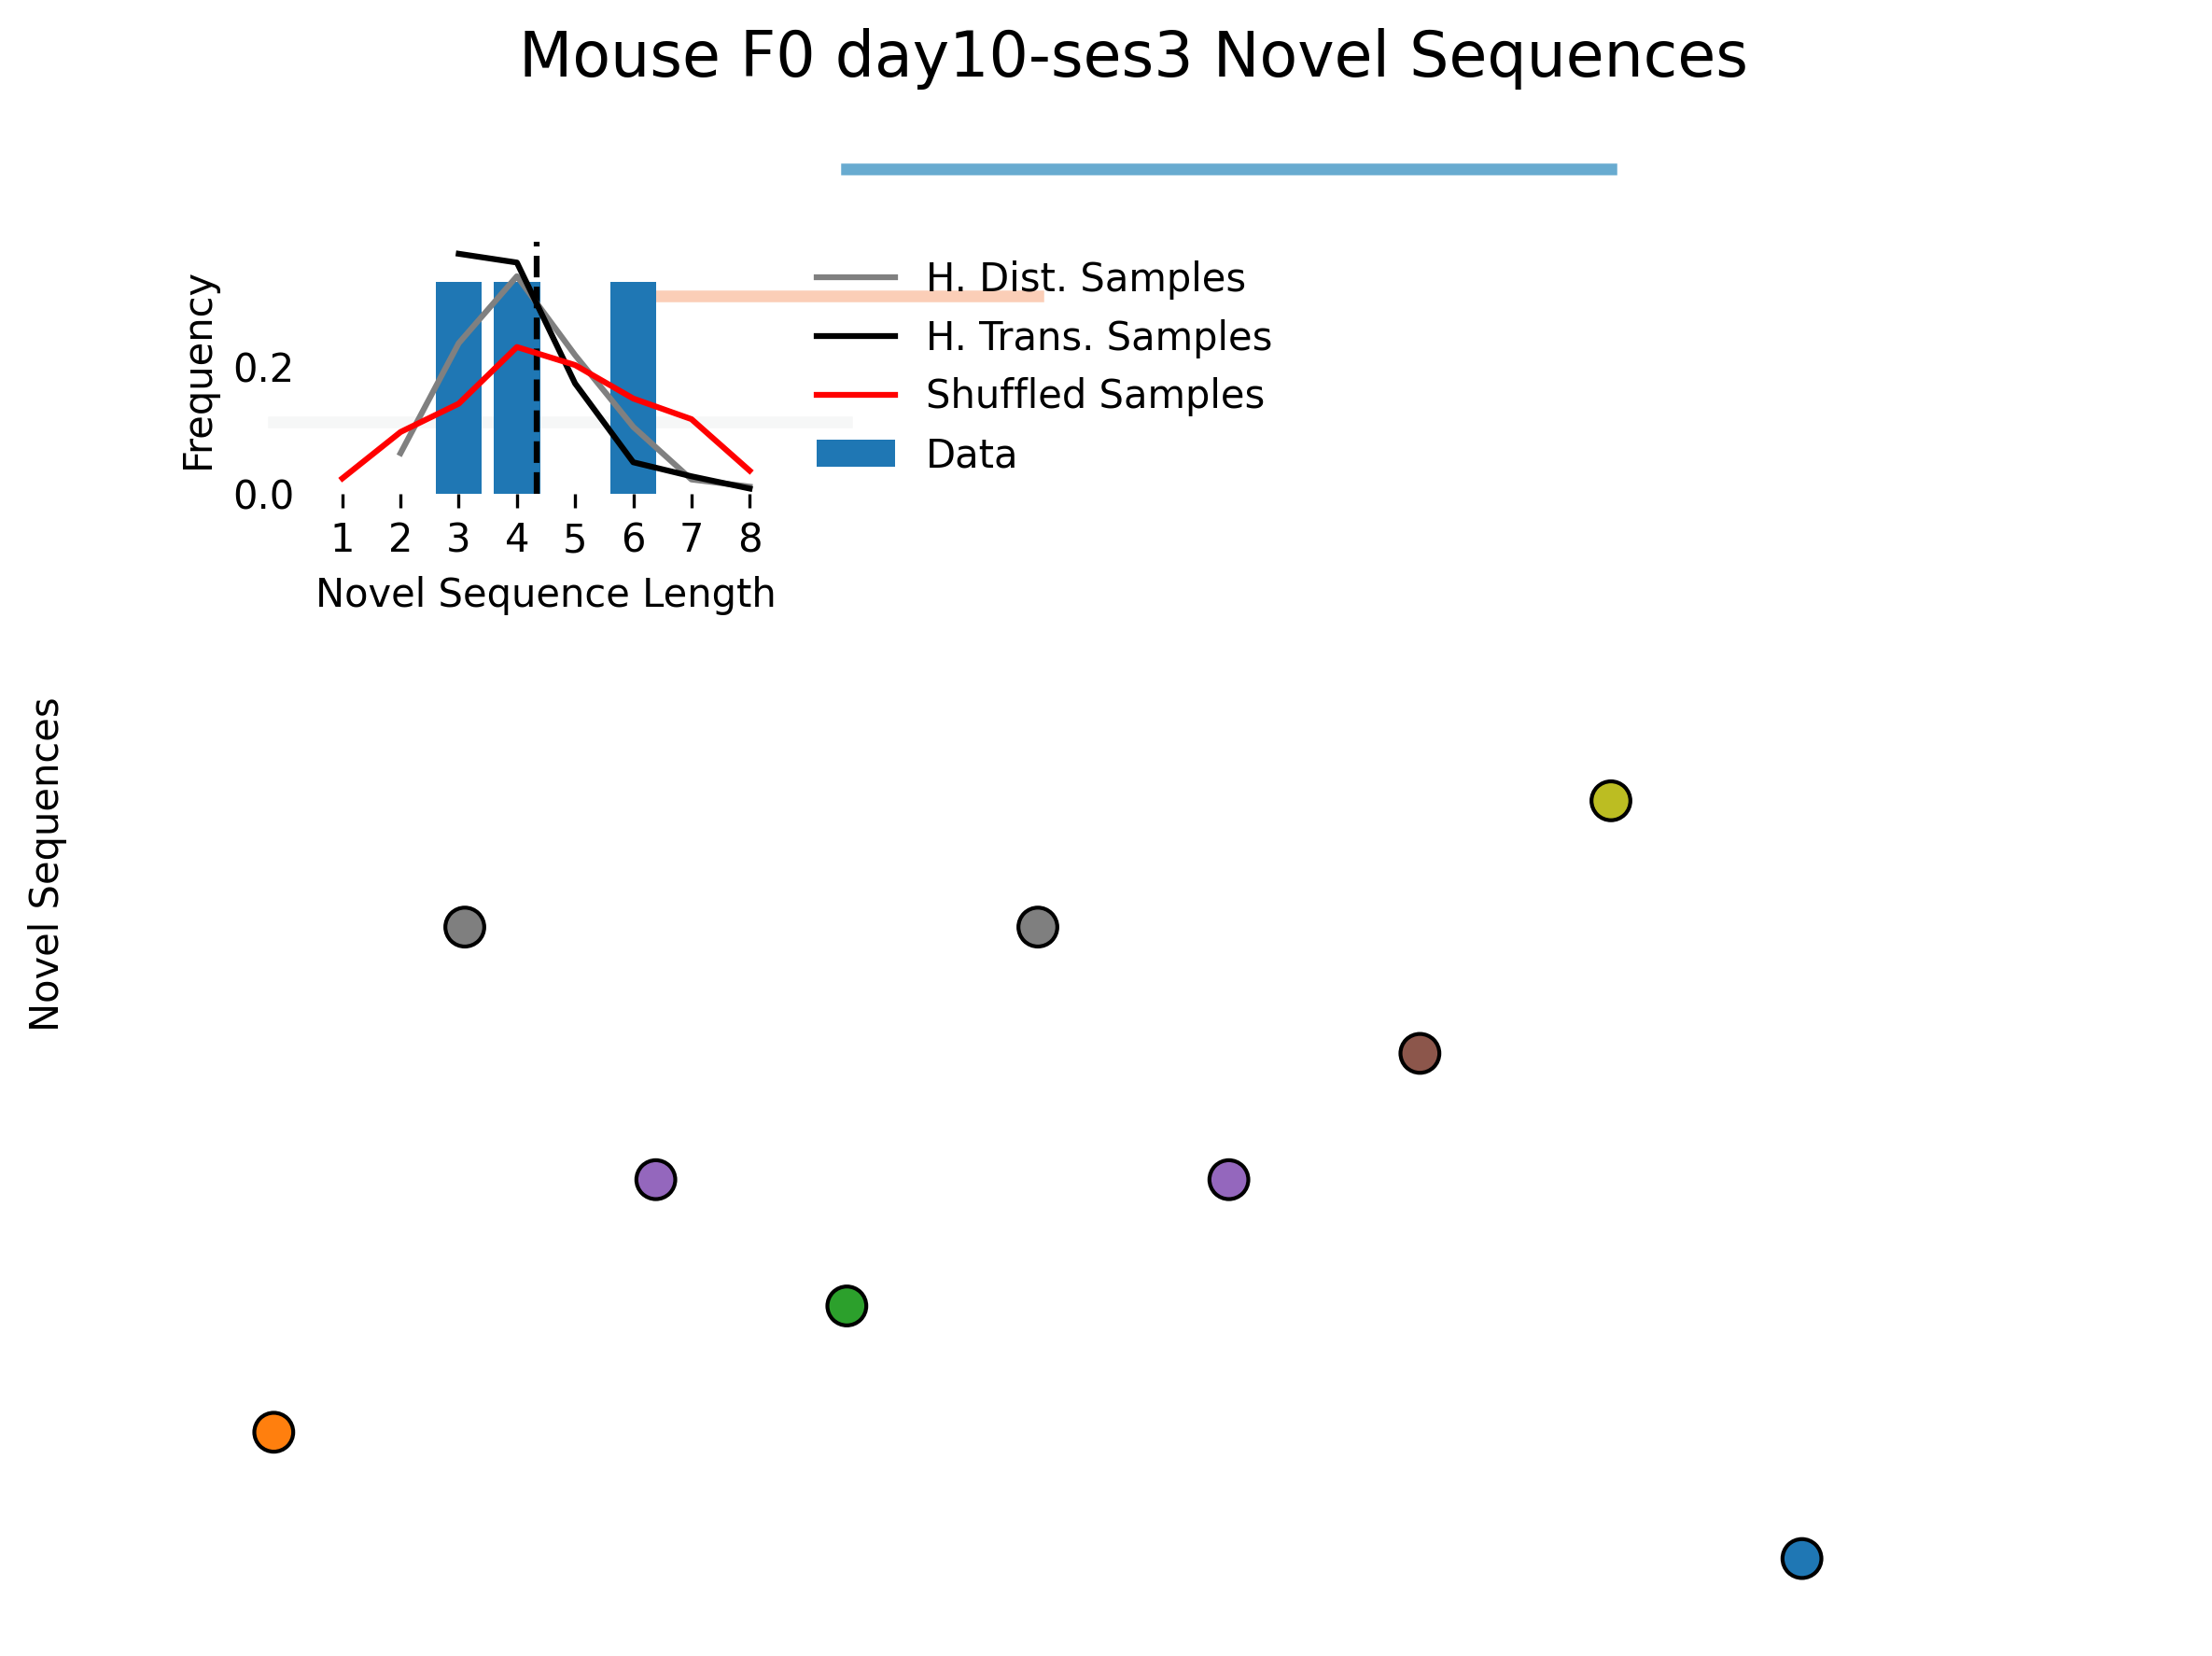 Mouse F0 day10-ses3 Novel Sequences
Frequency
0.2
0.0
1 2 3 4 5 6 7 8
Novel Sequence Length
H. Dist. Samples
H. Trans. Samples
Shuffled Samples
Data
Novel Sequences